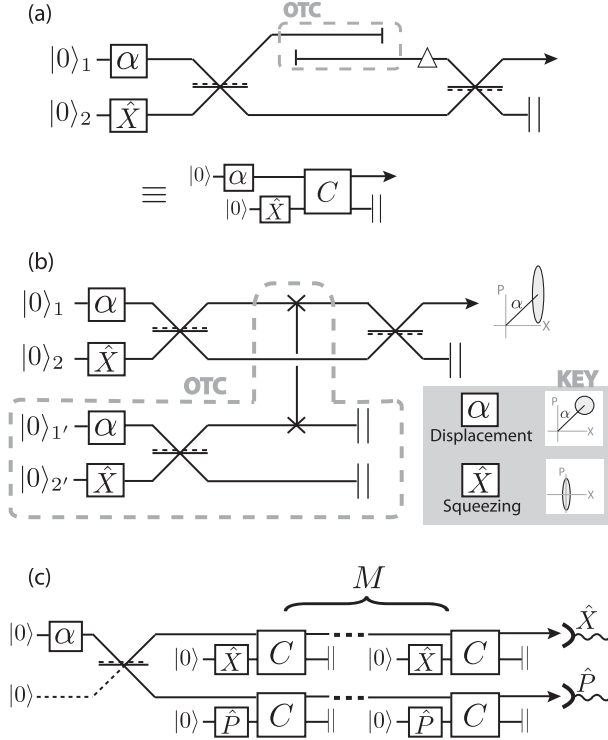 (a)
OTC
|0⟩₁ α
|0⟩₂ X̂
≡ |0⟩ α C
|0⟩ X̂
(b)
|0⟩₁ α
P α X
|0⟩₂ X̂
OTC
KEY
|0⟩₁′ α
α P α X
Displacement
|0⟩₂′ X̂
X̂ P X
Squeezing
(c)
M
|0⟩ α
|0⟩ X̂ C |0⟩ X̂ C X̂
|0⟩
|0⟩ P̂ C |0⟩ P̂ C P̂